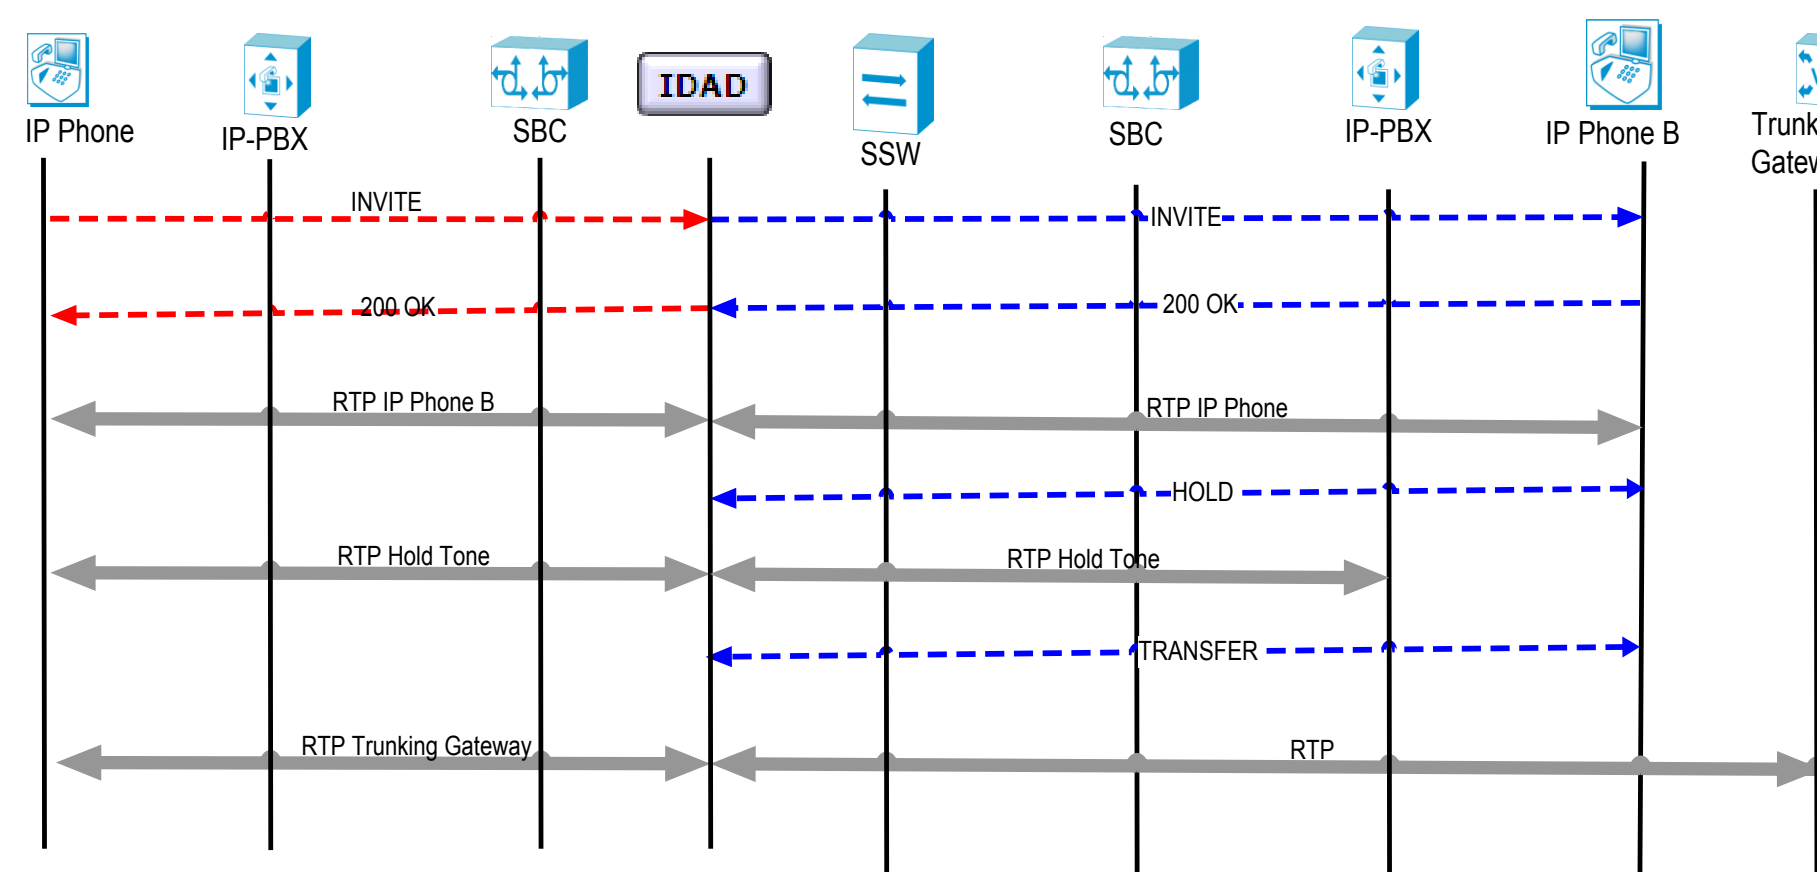 IDAD
IP Phone
IP-PBX
SBC
SSW
SBC
IP-PBX
IP Phone B
INVITE
INVITE
200 OK
200 OK
RTP IP Phone B
RTP IP Phone
HOLD
RTP Hold Tone
RTP Hold Tone
TRANSFER
RTP Trunking Gateway
RTP